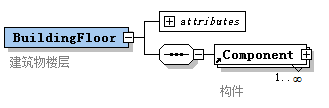 attributes
BuildingFloor
建筑物楼层
Component
1..∞
构件